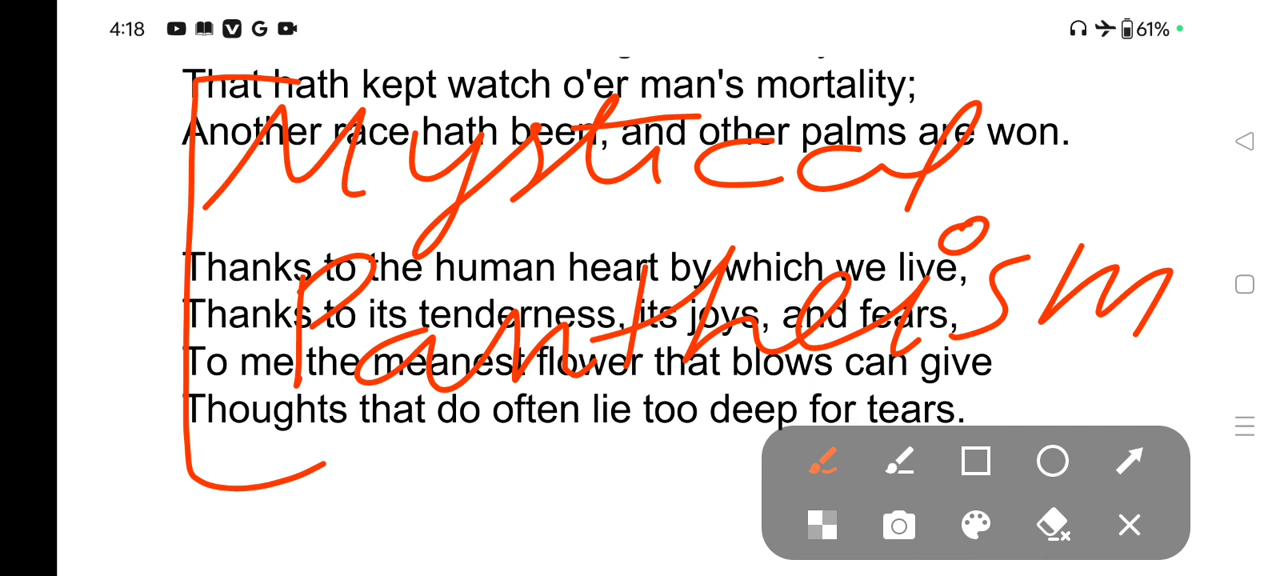 4:18
61%
That hath kept watch o'er man's mortality;
Another race hath been, and other palms are won.
Mystical
Thanks to the human heart by which we live,
Pantheism
Thanks to its tenderness, its joys, and fears,
To me the meanest flower that blows can give
Thoughts that do often lie too deep for tears.